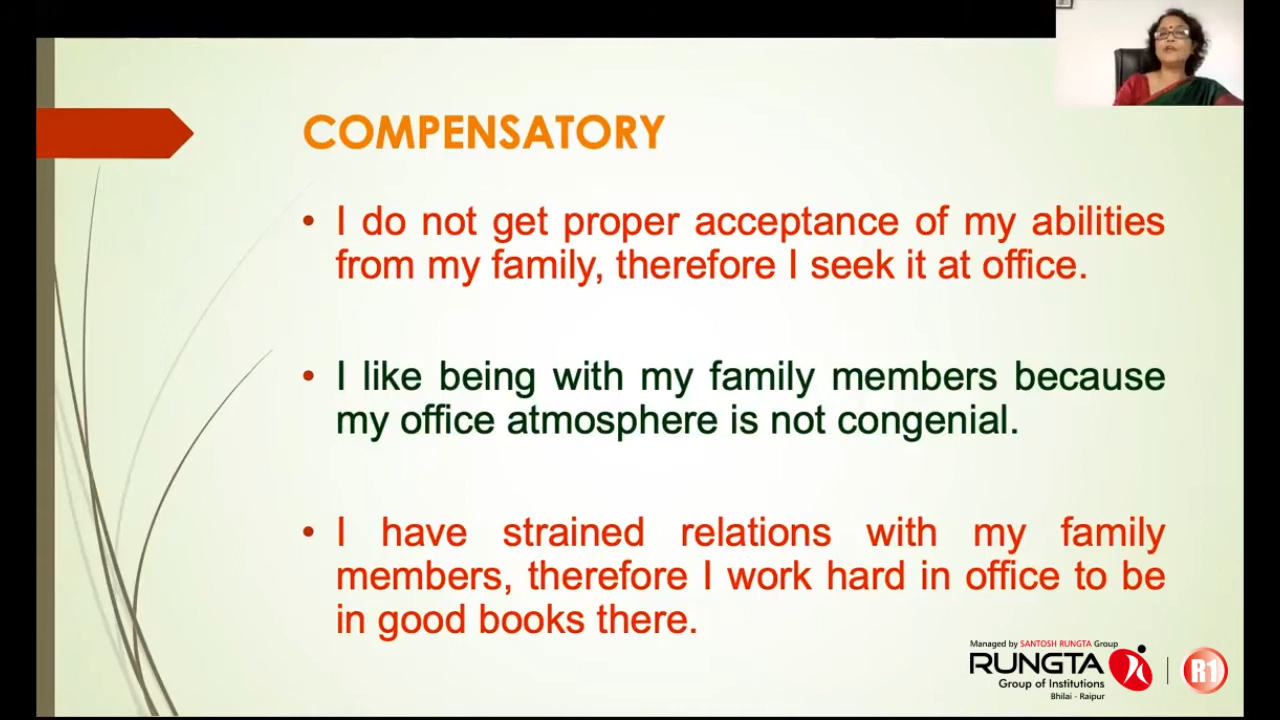 COMPENSATORY
• I do not get proper acceptance of my abilities
from my family, therefore I seek it at office.
• I like being with my family members because
my office atmosphere is not congenial.
• I have strained relations with my family
members, therefore I work hard in office to be
in good books there.
Managed by SANTOSH RUNGTA Group
RUNGTA
Group of Institutions
Bhilai - Raipur
R1